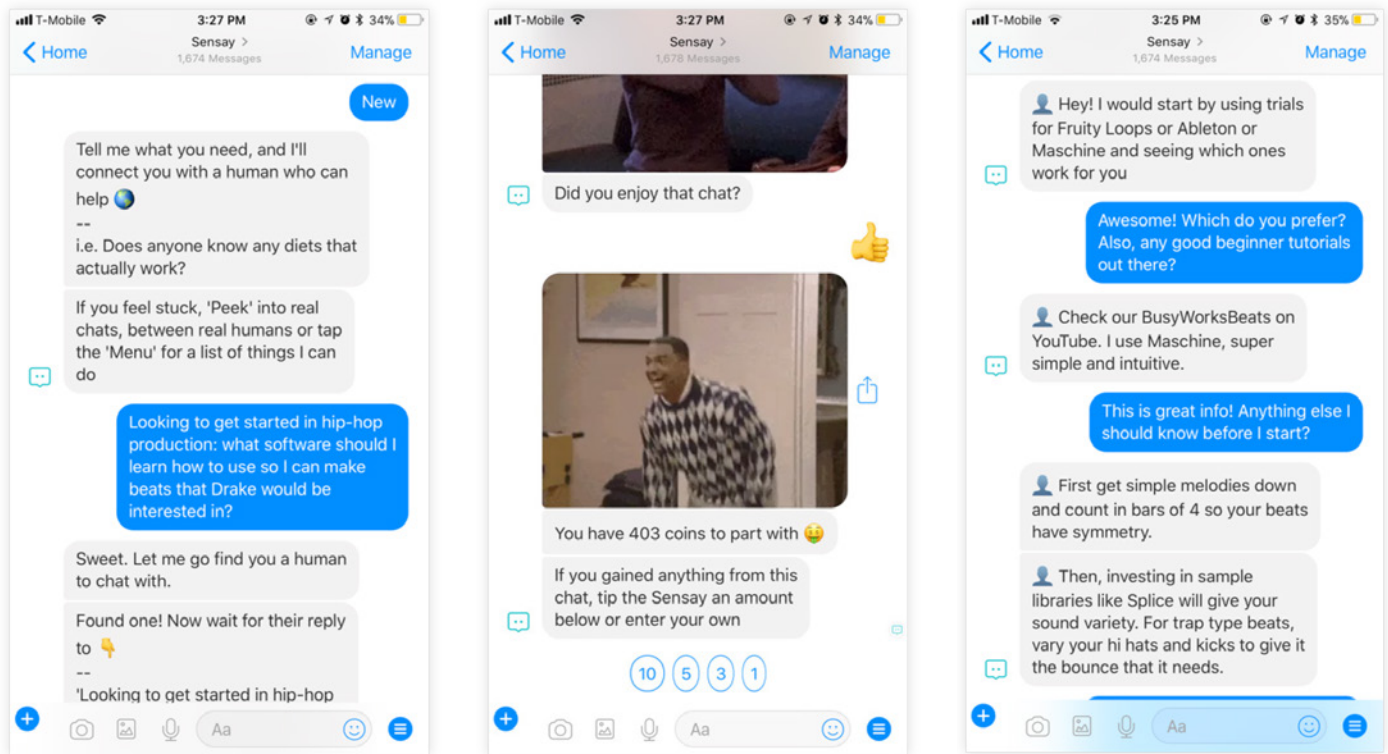 T-Mobile 3:27 PM 34%
Home
Sensay >
1,674 Messages
Manage
New
Tell me what you need, and I'll
connect you with a human who can
help 🌎
--
i.e. Does anyone know any diets that
actually work?
If you feel stuck, 'Peek' into real
chats, between real humans or tap
the 'Menu' for a list of things I can
do
Looking to get started in hip-hop
production: what software should I
learn how to use so I can make
beats that Drake would be
interested in?
Sweet. Let me go find you a human
to chat with.
Found one! Now wait for their reply
to 👇
--
'Looking to get started in hip-hop
Aa
T-Mobile 3:27 PM 34%
Home
Sensay >
1,678 Messages
Manage
Did you enjoy that chat?
👍
You have 403 coins to part with 🤑
If you gained anything from this
chat, tip the Sensay an amount
below or enter your own
10 5 3 1
Aa
T-Mobile 3:25 PM 35%
Home
Sensay >
1,674 Messages
Manage
👤 Hey! I would start by using trials
for Fruity Loops or Ableton or
Maschine and seeing which ones
work for you
Awesome! Which do you prefer?
Also, any good beginner tutorials
out there?
👤 Check our BusyWorksBeats on
YouTube. I use Maschine, super
simple and intuitive.
This is great info! Anything else I
should know before I start?
👤 First get simple melodies down
and count in bars of 4 so your beats
have symmetry.
👤 Then, investing in sample
libraries like Splice will give your
sound variety. For trap type beats,
vary your hi hats and kicks to give it
the bounce that it needs.
Aa